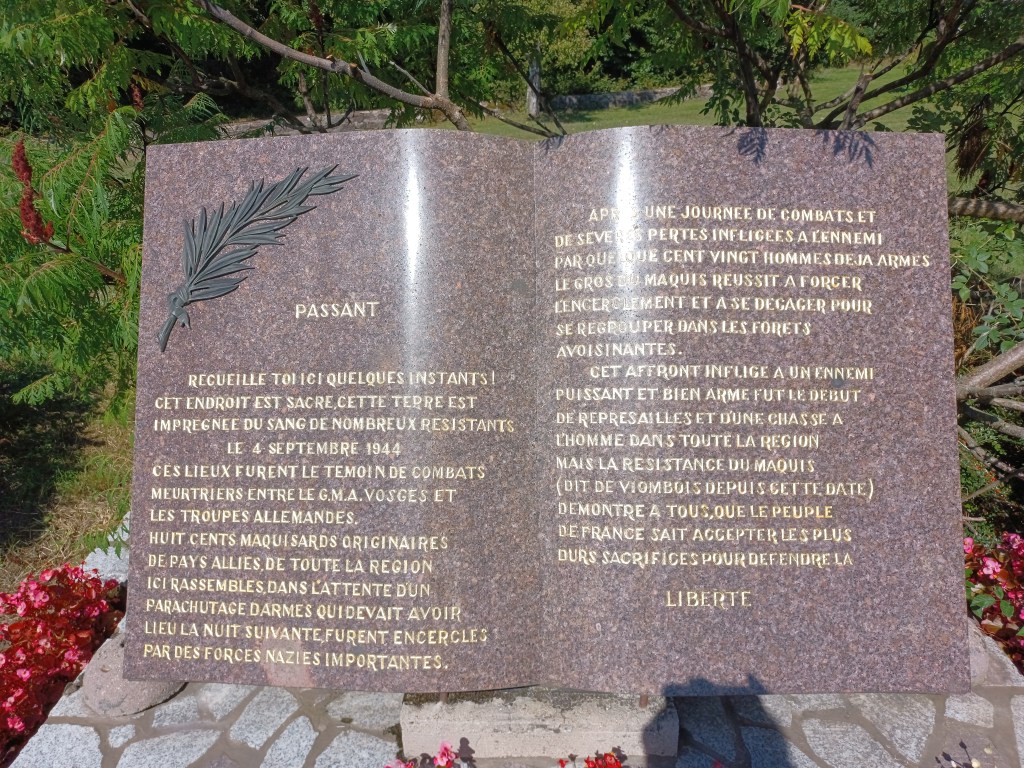 PASSANT
RECUEILLE TOI ICI QUELQUES INSTANTS!
CET ENDROIT EST SACRE, CETTE TERRE EST
IMPREGNEE DU SANG DE NOMBREUX RESISTANTS
LE 4 SEPTEMBRE 1944
CES LIEUX FURENT LE TEMOIN DE COMBATS
MEURTRIERS ENTRE LE G.M.A. VOSGES ET
LES TROUPES ALLEMANDES.
HUIT CENTS MAQUISARDS ORIGINAIRES
DE PAYS ALLIES, DE TOUTE LA REGION
ICI RASSEMBLES, DANS L'ATTENTE D'UN
PARACHUTAGE D'ARMES QUI DEVAIT AVOIR
LIEU LA NUIT SUIVANTE, FURENT ENCERCLES
PAR DES FORCES NAZIES IMPORTANTES.
APRES UNE JOURNEE DE COMBATS ET
DE SEVERES PERTES INFLIGEES A L'ENNEMI
PAR QUELQUE CENT VINGT HOMMES DEJA ARMES
LE GROS DU MAQUIS REUSSIT A FORCER
L'ENCERCLEMENT ET A SE DEGAGER POUR
SE REGROUPER DANS LES FORETS
AVOISINANTES.
CET AFFRONT INFLIGE A UN ENNEMI
PUISSANT ET BIEN ARME FUT LE DEBUT
DE REPRESAILLES ET D'UNE CHASSE A
L'HOMME DANS TOUTE LA REGION
MAIS LA RESISTANCE DU MAQUIS
(DIT DE VIOMBOIS DEPUIS CETTE DATE)
DEMONTRE A TOUS, QUE LE PEUPLE
DE FRANCE SAIT ACCEPTER LES PLUS
DURS SACRIFICES POUR DEFENDRE LA
LIBERTE